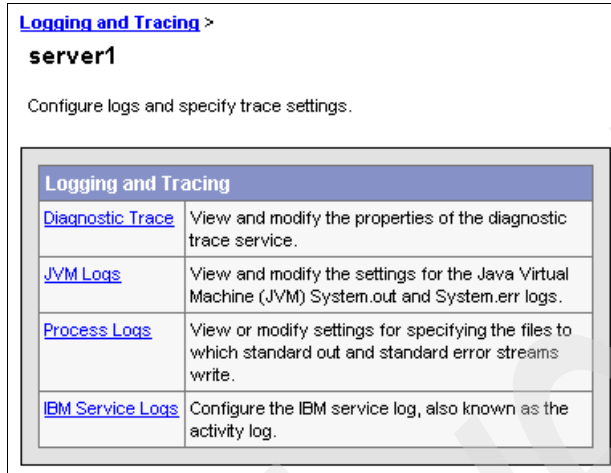 Logging and Tracing >
server1
Configure logs and specify trace settings.
Logging and Tracing
Diagnostic Trace
View and modify the properties of the diagnostic
trace service.
JVM Logs
View and modify the settings for the Java Virtual
Machine (JVM) System.out and System.err logs.
Process Logs
View or modify settings for specifying the files to
which standard out and standard error streams
write.
IBM Service Logs
Configure the IBM service log, also known as the
activity log.